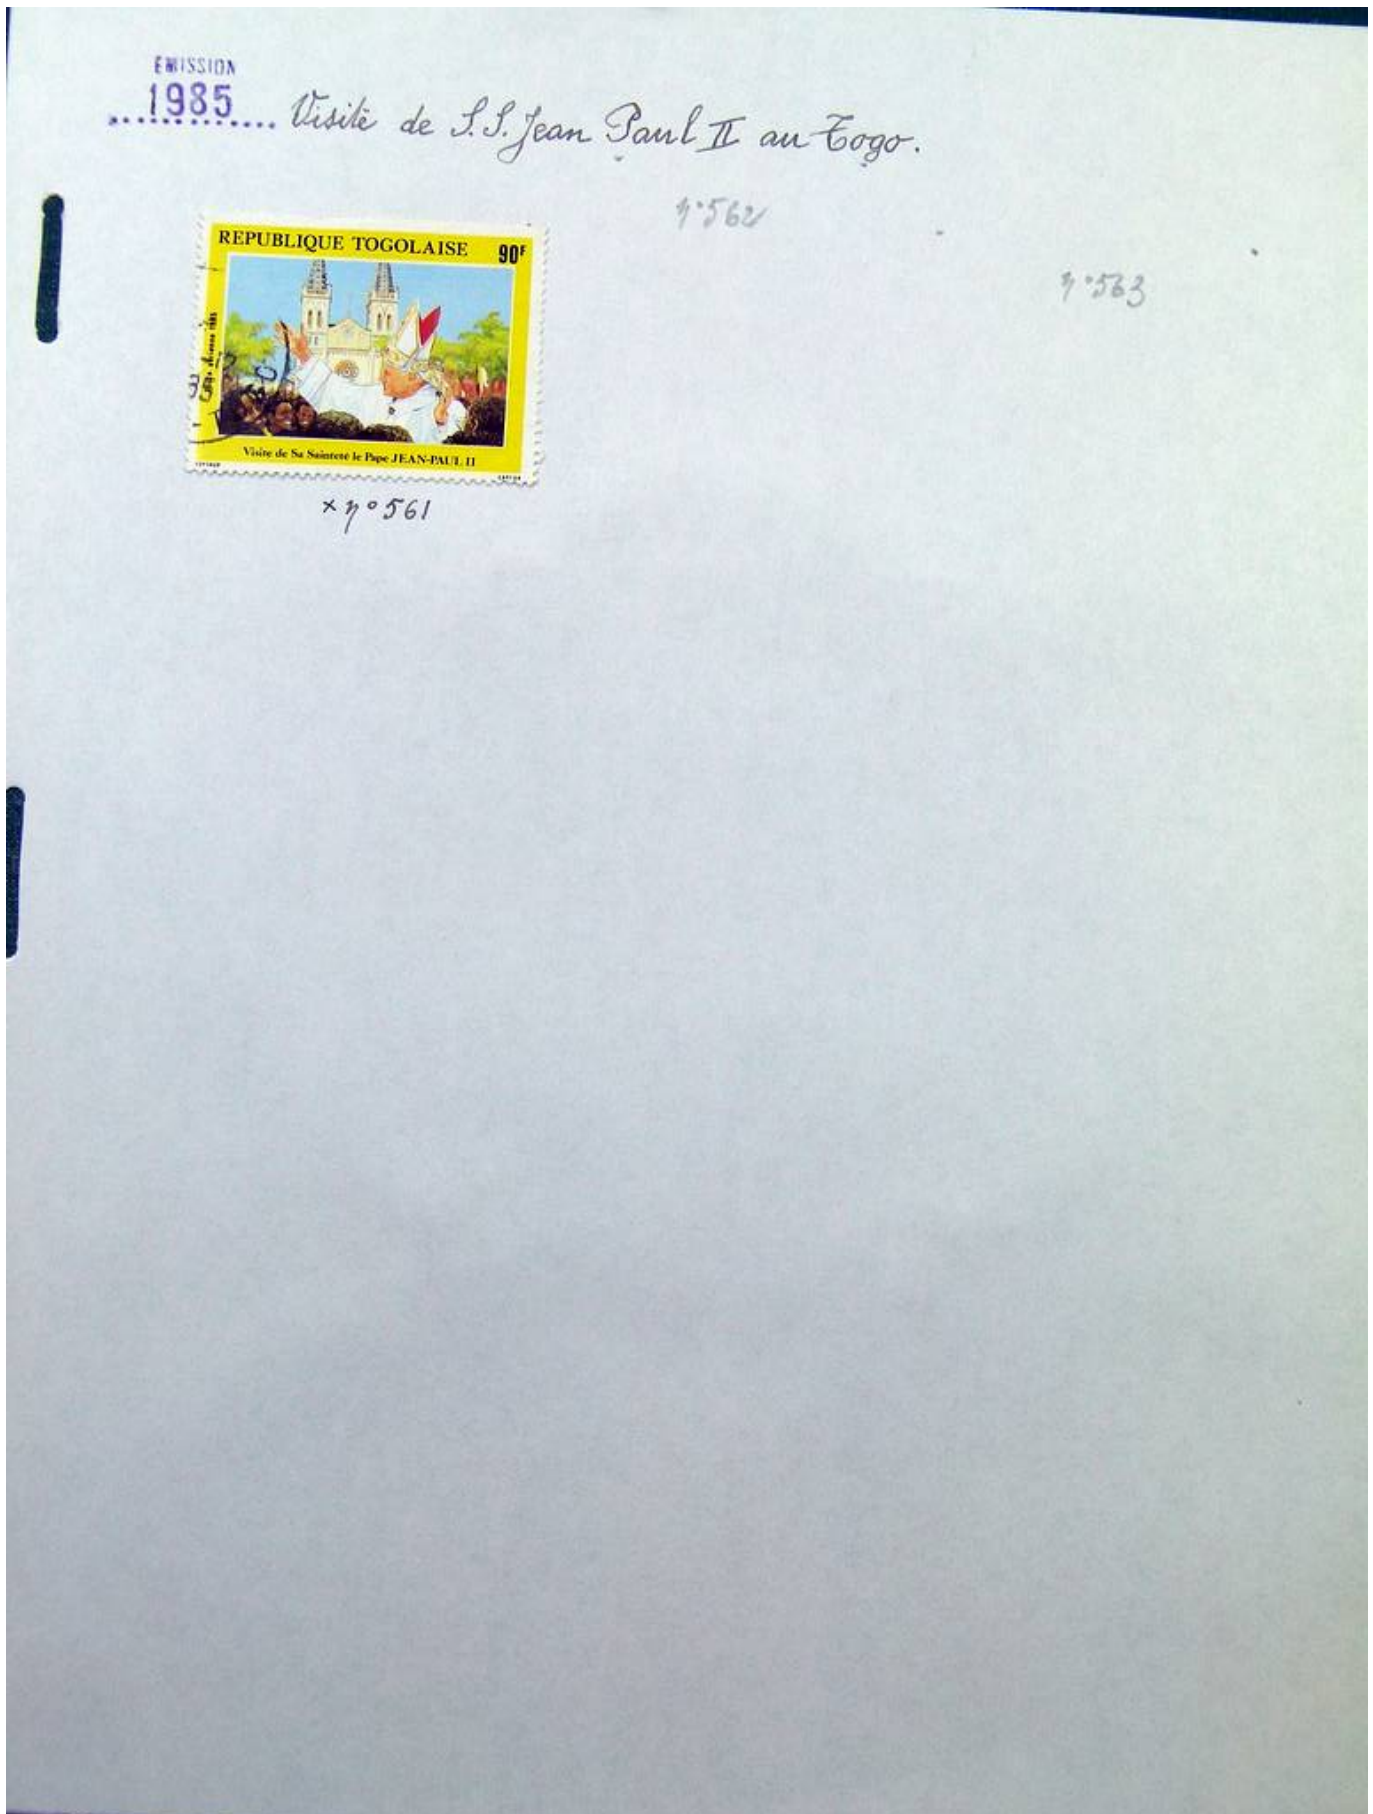 EMISSION
1985 Visite de S.S. Jean Paul II au Togo.
n°562
n°563
REPUBLIQUE TOGOLAISE 90F
1985
Visite de Sa Sainteté le Pape JEAN-PAUL II
x n°561